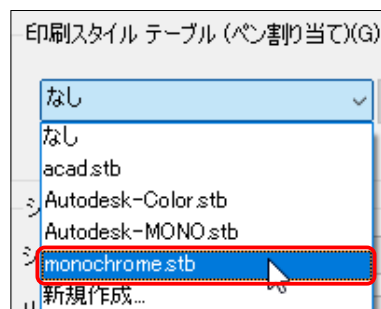 印刷スタイル テーブル (ペン割り当て)(G)
なし
なし
acad.stb
Autodesk-Color.stb
Autodesk-MONO.stb
monochrome.stb
新規作成...